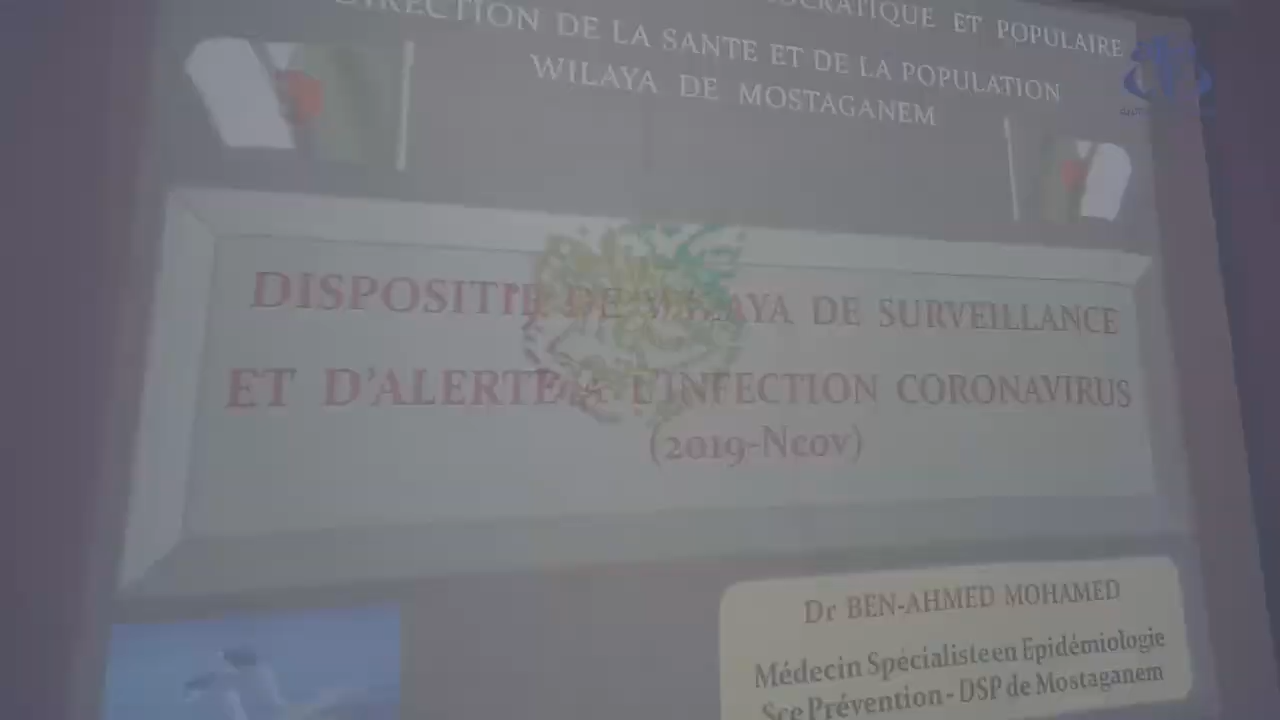 OCRATIQUE ET POPULAIRE
DIRECTION DE LA SANTE ET DE LA POPULATION
WILAYA DE MOSTAGANEM
DISPOSITIF DE WILAYA DE SURVEILLANCE
ET D'ALERTE A L'INFECTION CORONAVIRUS
(2019-Ncov)
Dr BEN-AHMED MOHAMED
Médecin Spécialiste en Epidémiologie
Sce Prévention - DSP de Mostaganem